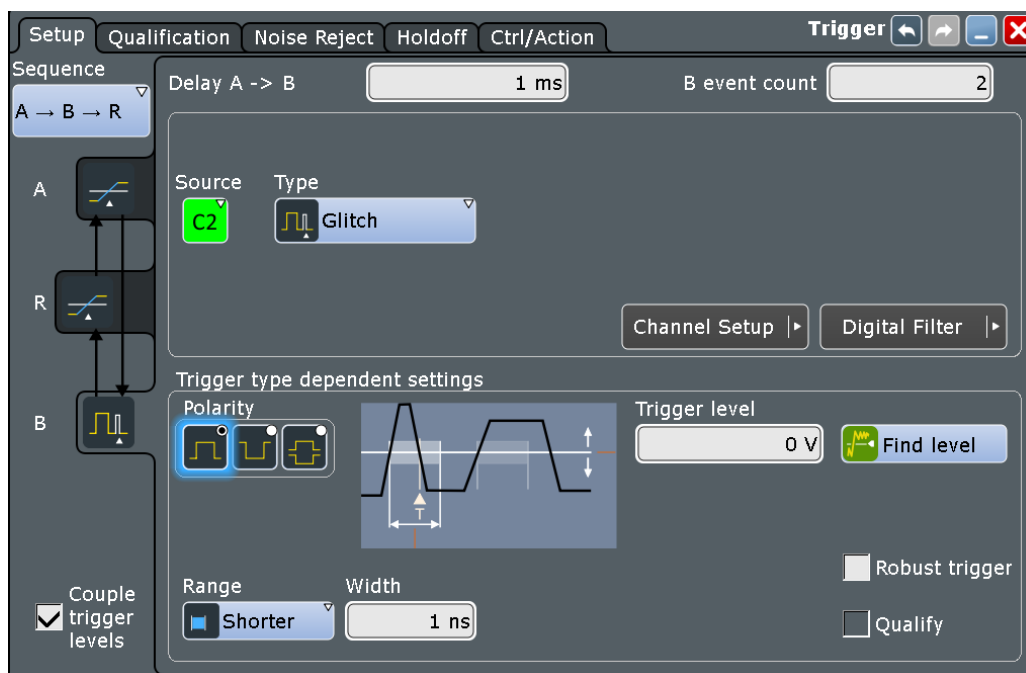 Setup Qualification Noise Reject Holdoff Ctrl/Action Trigger
Sequence
A → B → R
Delay A -> B 1 ms B event count 2
A
Source Type
C2 Glitch
R
Channel Setup Digital Filter
Trigger type dependent settings
B
Polarity
Trigger level
0 V Find level
T
Robust trigger
Range Width
Shorter 1 ns
Qualify
Couple
trigger
levels